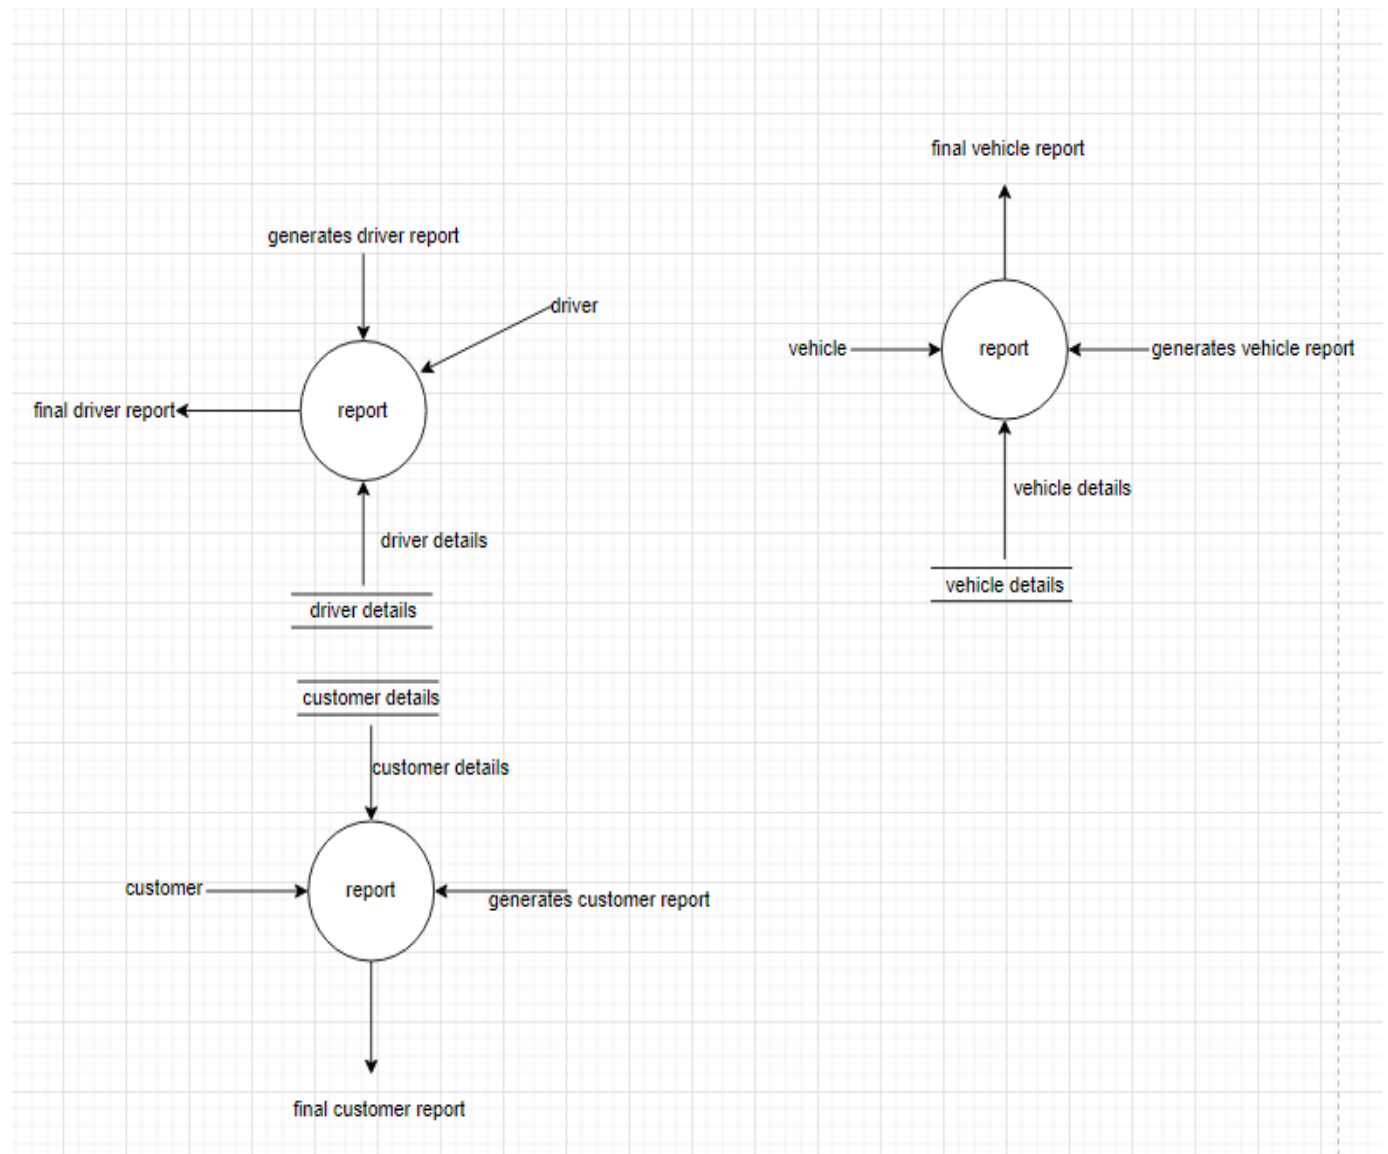 final vehicle report
generates driver report
driver
vehicle
report
generates vehicle report
final driver report
report
vehicle details
driver details
vehicle details
driver details
customer details
customer details
customer
report
generates customer report
final customer report